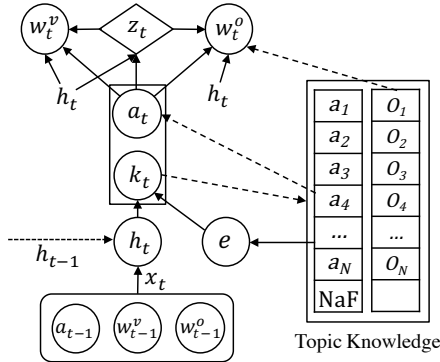 w_t^v z_t w_t^o
h_t h_t
a_t
k_t
h_t e
h_{t-1}
x_t
a_{t-1} w_{t-1}^v w_{t-1}^o
a_1 O_1
a_2 O_2
a_3 O_3
a_4 O_4
... ...
a_N O_N
NaF
Topic Knowledge